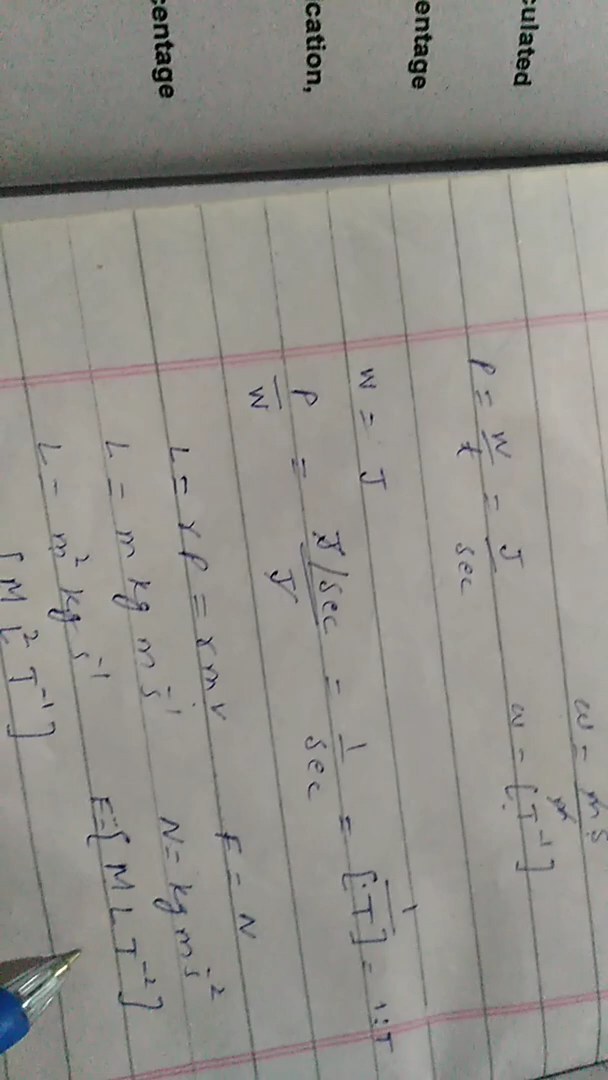 culated
entage
cation,
centage
ω = m s⁻¹ / m
P = W/t = J/sec
ω = [T⁻¹]
W = J
P/W = J/sec / J = 1/sec = 1/[T] = 1:T
L = r P = r m v
F = N
L = m kg m s⁻¹
N = kg m s⁻²
L = m² kg s⁻¹
F = [M L T⁻²]
[M L² T⁻¹]